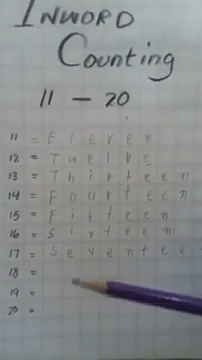 INWORD
Counting
11 - 20
11 = Eleven
12 = Twelve
13 = Thirteen
14 = Fourteen
15 = Fifteen
16 = Sixteen
17 = Seventee
18 =
19 =
20 =